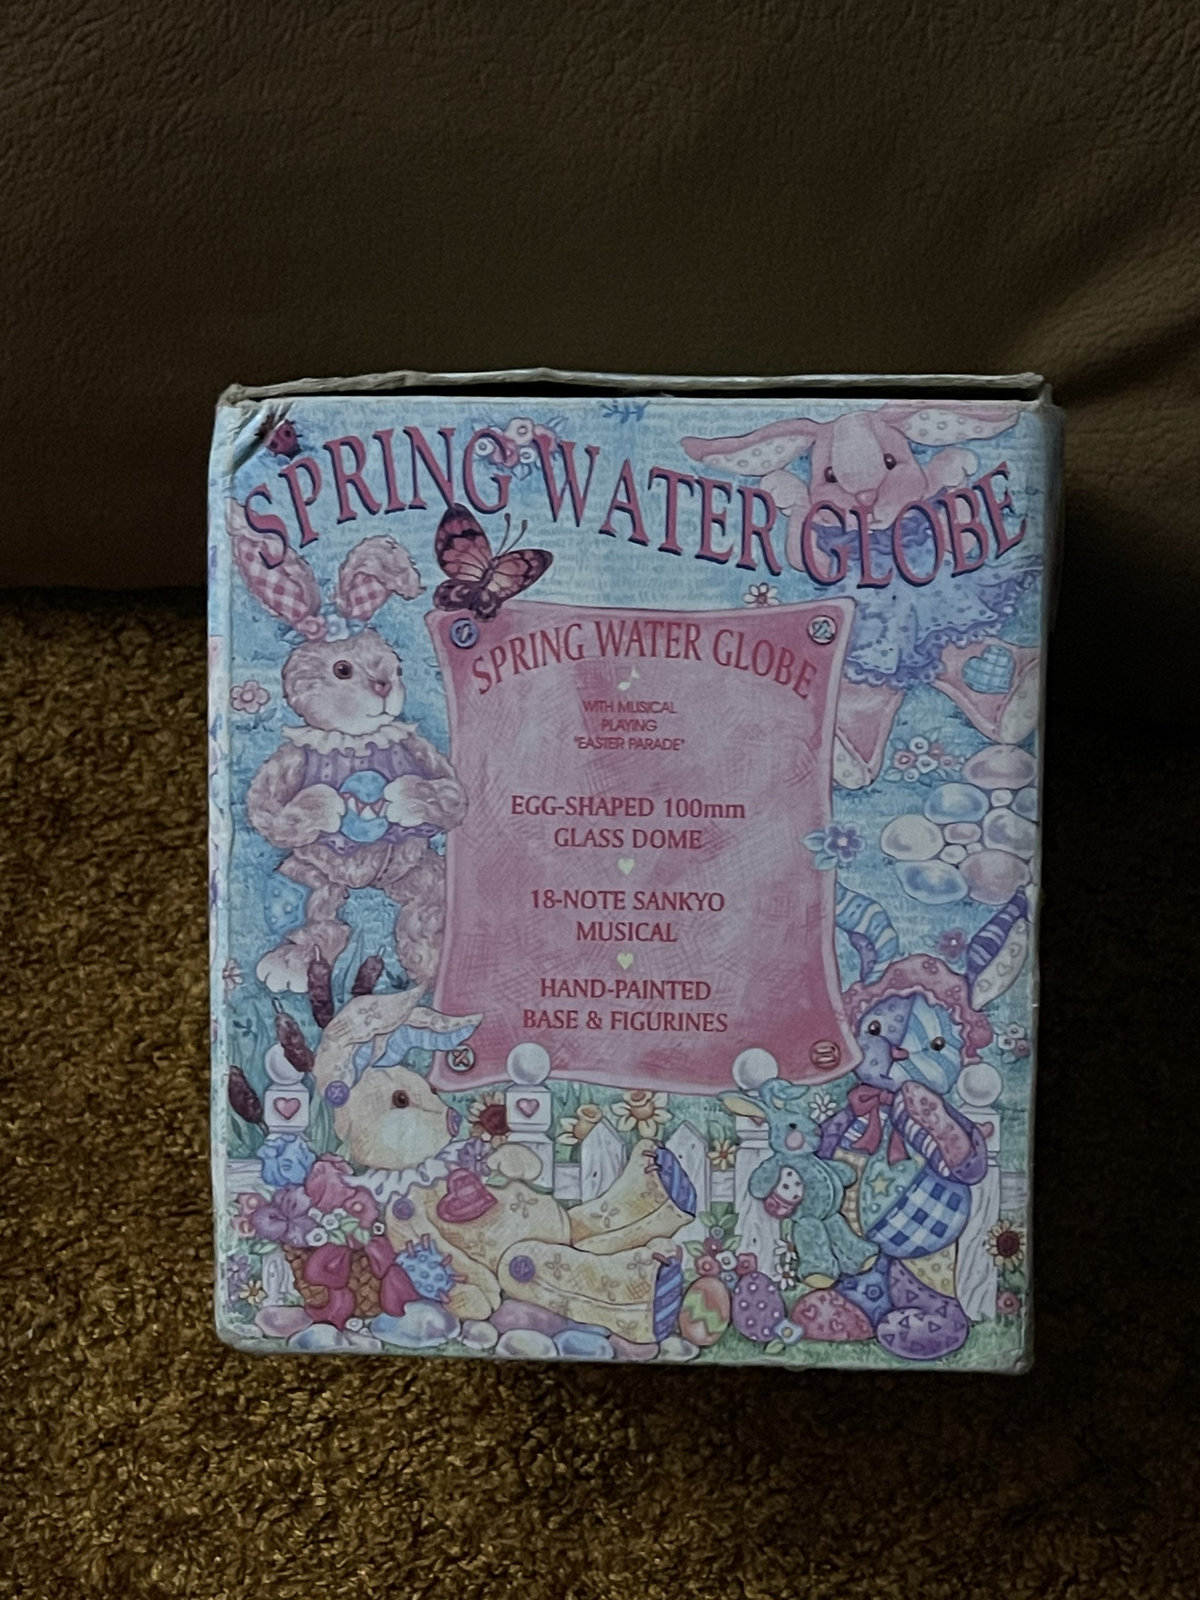 SPRING WATER GLOBE
SPRING WATER GLOBE
WITH MUSICAL
PLAYING
"EASTER PARADE"
EGG-SHAPED 100mm
GLASS DOME
18-NOTE SANKYO
MUSICAL
HAND-PAINTED
BASE & FIGURINES